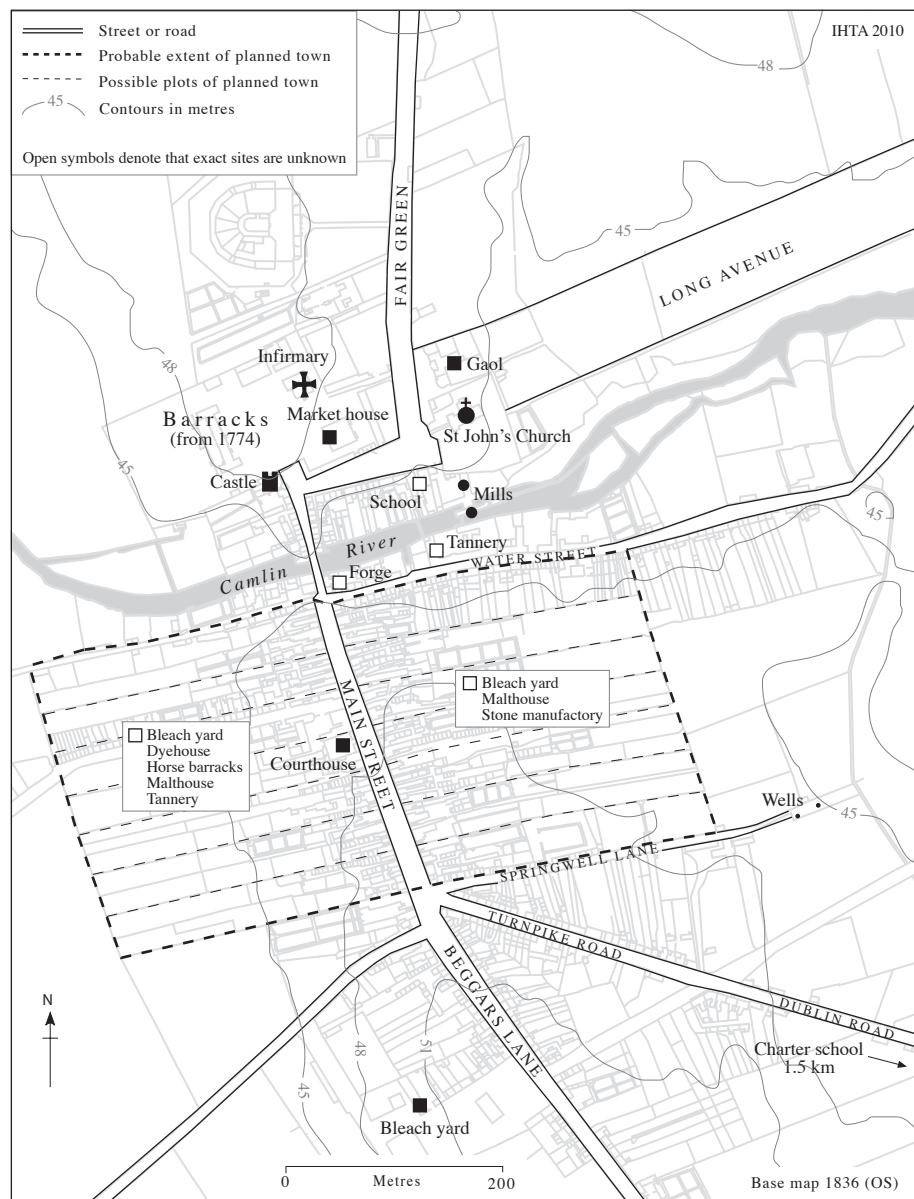 Street or road
Probable extent of planned town
Possible plots of planned town
45
Contours in metres
Open symbols denote that exact sites are unknown
IHTA 2010
48
FAIR GREEN
45
LONG AVENUE
48
Infirmary
Gaol
Barracks
(from 1774)
Market house
St John's Church
45
Castle
School
Mills
45
Camlin River
Tannery
WATER STREET
Forge
MAIN STREET
Bleach yard
Malthouse
Stone manufactory
Bleach yard
Dyehouse
Horse barracks
Malthouse
Tannery
Courthouse
Wells
45
SPRINGWELL LANE
TURNPIKE ROAD
BEGGARS LANE
DUBLIN ROAD
N
Charter school
1.5 km
45
48
51
Bleach yard
0 Metres 200
Base map 1836 (OS)